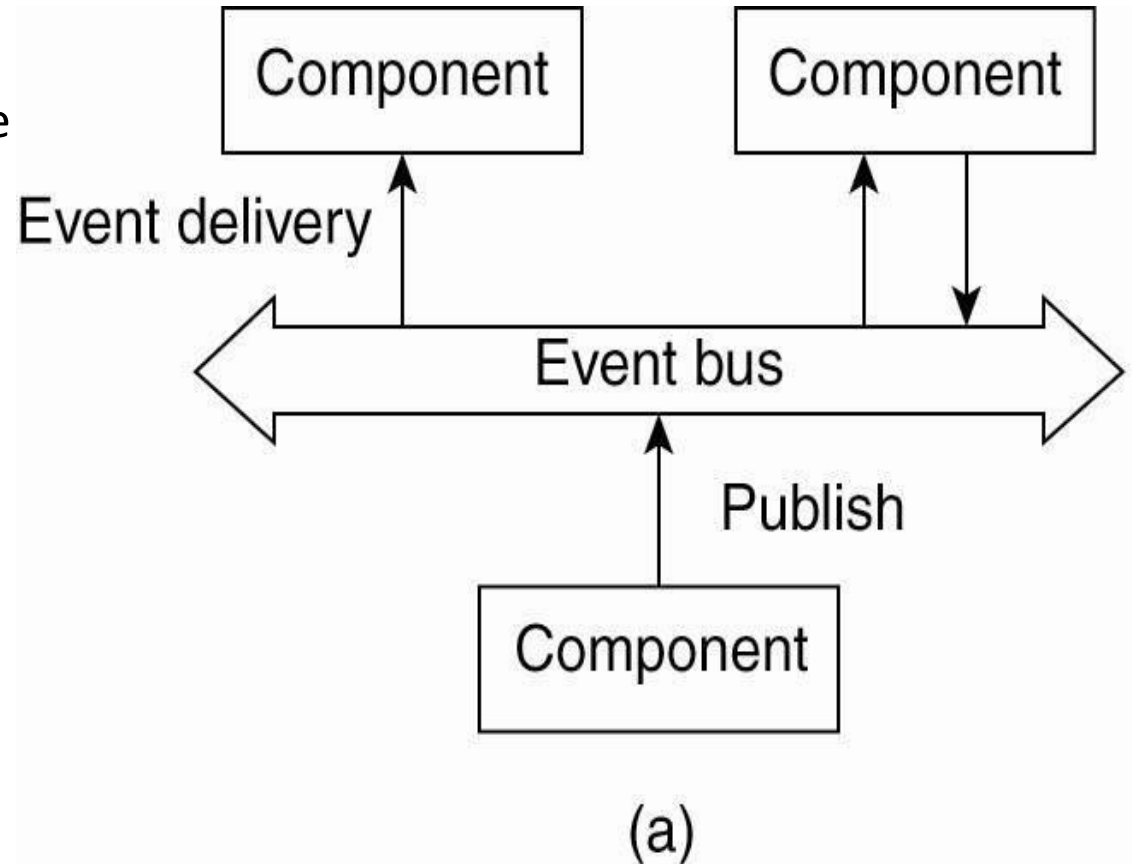 Component Component
e
Event delivery
Event bus
Publish
Component
(a)